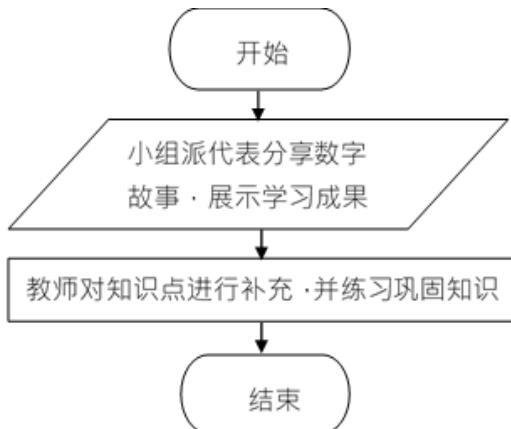 开始
小组派代表分享数字
故事·展示学习成果
教师对知识点进行补充·并练习巩固知识
结束